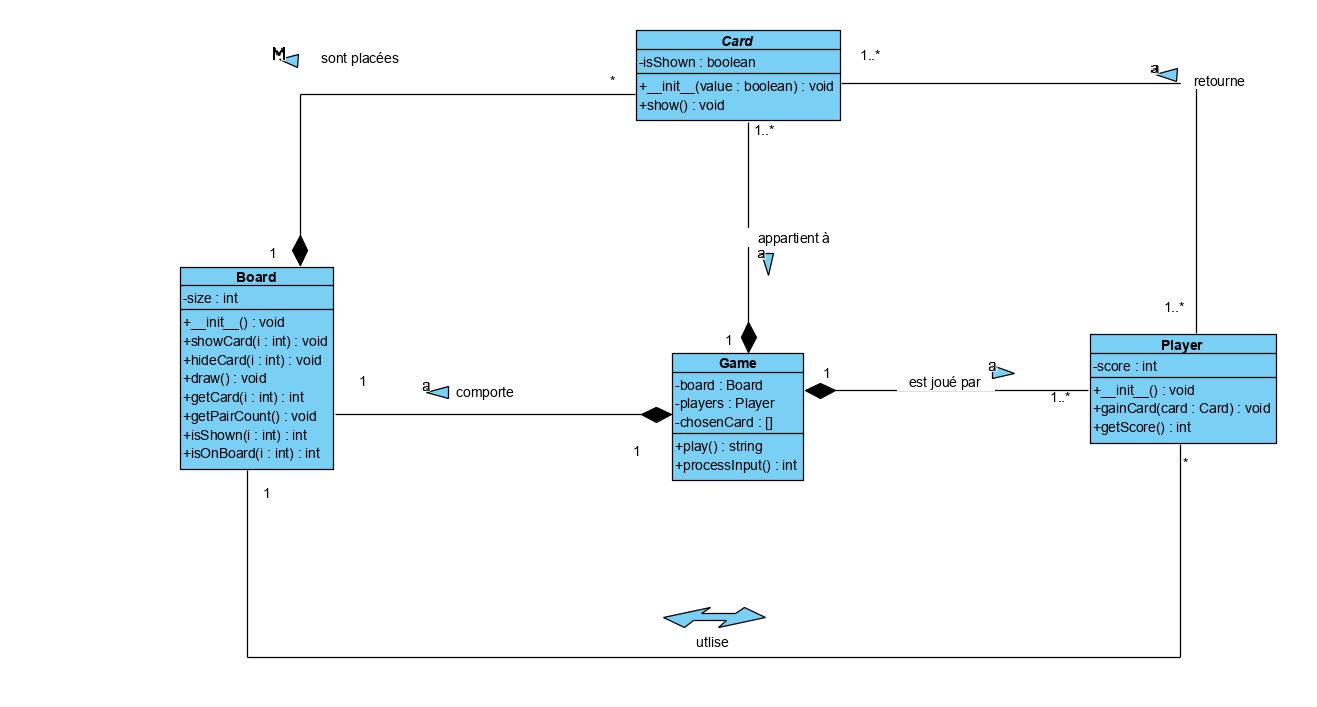 Card
-isShown : boolean
+__init__(value : boolean) : void
+show() : void
M
sont placées
*
1..*
a
retourne
1..*
appartient à
a
1
1
Board
-size : int
+__init__() : void
+showCard(i : int) : void
+hideCard(i : int) : void
+draw() : void
+getCard(i : int) : int
+getPairCount() : void
+isShown(i : int) : int
+isOnBoard(i : int) : int
1
a
comporte
1
Game
-board : Board
-players : Player
-chosenCard : []
+play() : string
+processInput() : int
1
est joué par
a
1..*
1..*
Player
-score : int
+__init__() : void
+gainCard(card : Card) : void
+getScore() : int
*
1
utlise